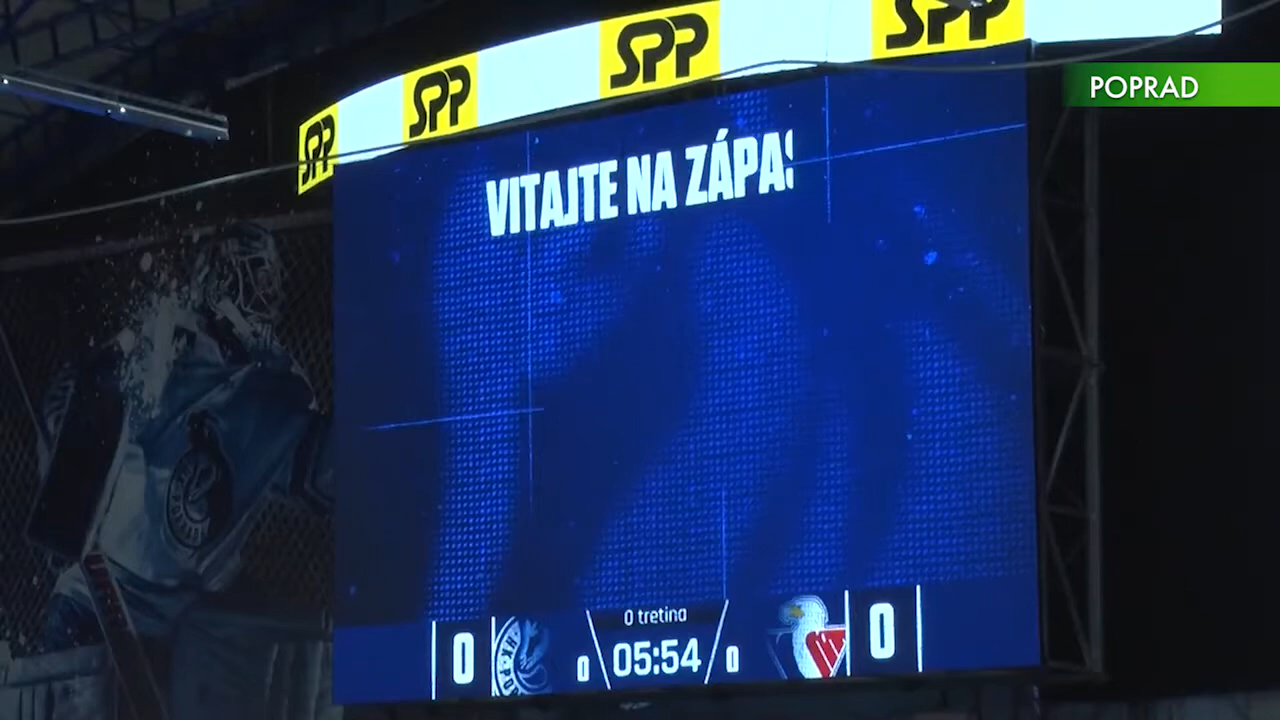 SPP SPP SPP SPP
POPRAD
VITAJTE NA ZÁPAS
0 tretina
0 0 05:54 0 0